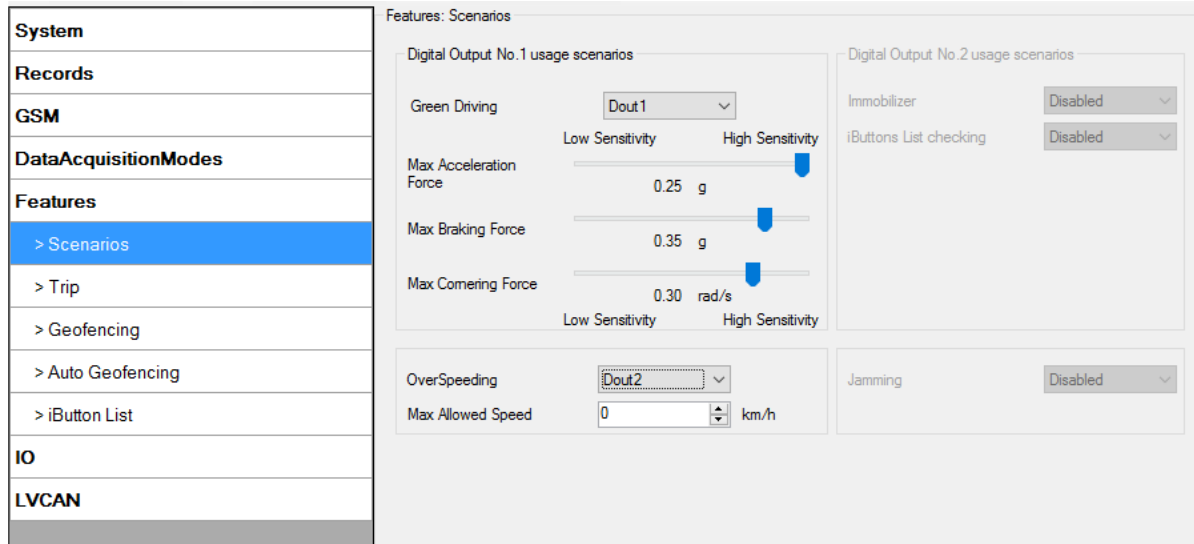 System
Records
GSM
DataAcquisitionModes
Features
> Scenarios
> Trip
> Geofencing
> Auto Geofencing
> iButton List
IO
LVCAN
Features: Scenarios
Digital Output No.1 usage scenarios
Green Driving Dout1
Low Sensitivity High Sensitivity
Max Acceleration
Force
0.25 g
Max Braking Force
0.35 g
Max Cornering Force
0.30 rad/s
Low Sensitivity High Sensitivity
OverSpeeding Dout2
Max Allowed Speed 0 km/h
Digital Output No.2 usage scenarios
Immobilizer Disabled
iButtons List checking Disabled
Jamming Disabled